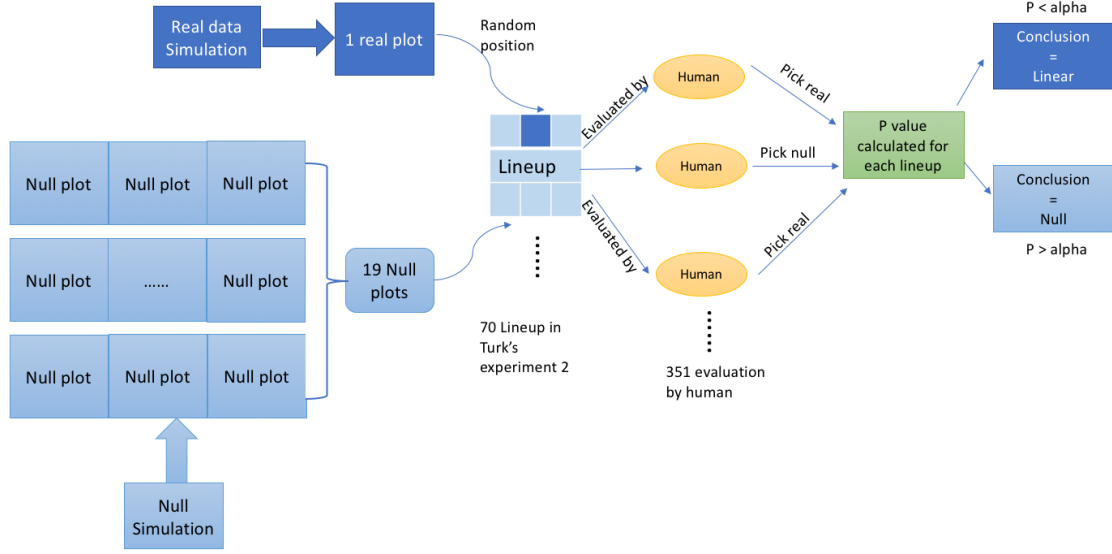 Real data
Simulation
1 real plot
Random
position
Null plot
Null plot
Null plot
Null plot
......
Null plot
Null plot
Null plot
Null plot
Null
Simulation
19 Null
plots
Lineup
70 Lineup in
Turk's
experiment 2
Evaluated by
Evaluated by
Human
Human
Human
351 evaluation
by human
Pick real
Pick null
Pick real
P value
calculated for
each lineup
P < alpha
Conclusion
=
Linear
Conclusion
=
Null
P > alpha